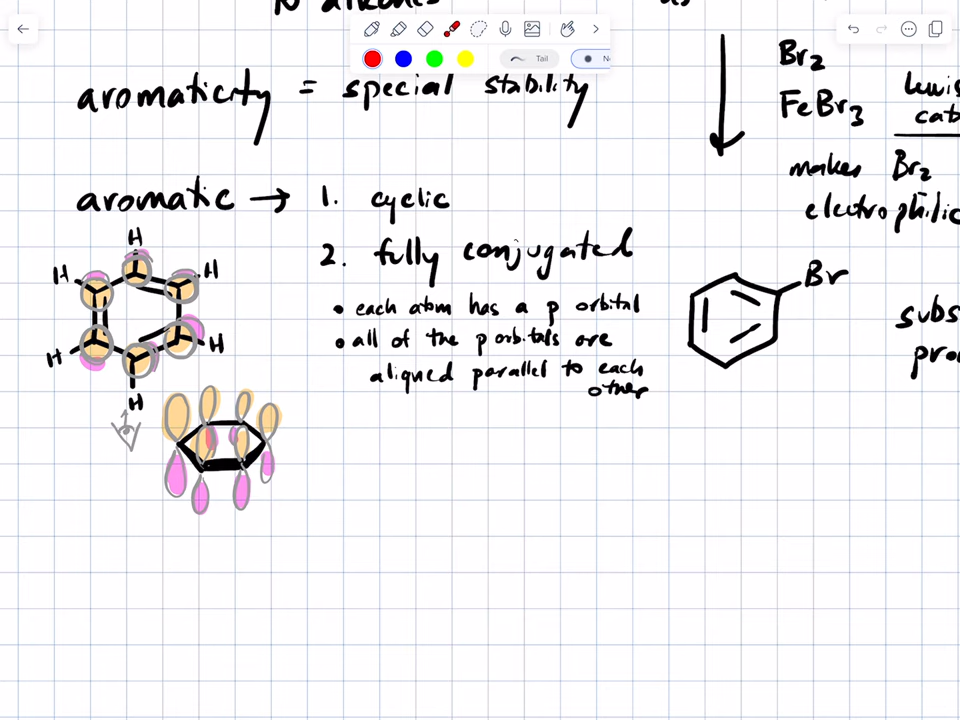 Tail
aromaticity = special stability
aromatic → 1. cyclic
2. fully conjugated
• each atom has a p orbital
• all of the p orbitals are
aligned parallel to each
other
H
H
H
H
H
H
Br2
FeBr3
makes Br2
electrophilic
Br